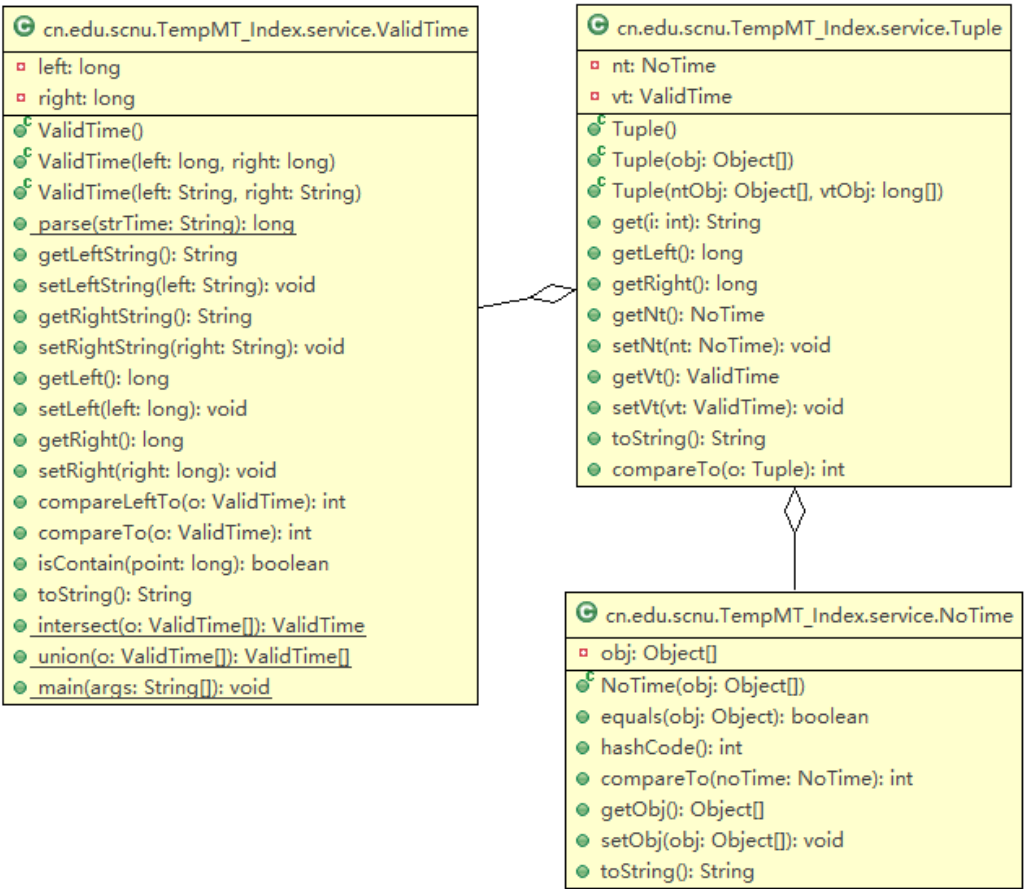 cn.edu.scnu.TempMT_Index.service.ValidTime
left: long
right: long
ValidTime()
ValidTime(left: long, right: long)
ValidTime(left: String, right: String)
parse(strTime: String): long
getLeftString(): String
setLeftString(left: String): void
getRightString(): String
setRightString(right: String): void
getLeft(): long
setLeft(left: long): void
getRight(): long
setRight(right: long): void
compareLeftTo(o: ValidTime): int
compareTo(o: ValidTime): int
isContain(point: long): boolean
toString(): String
intersect(o: ValidTime[]): ValidTime
union(o: ValidTime[]): ValidTime[]
main(args: String[]): void
cn.edu.scnu.TempMT_Index.service.Tuple
nt: NoTime
vt: ValidTime
Tuple()
Tuple(obj: Object[])
Tuple(ntObj: Object[], vtObj: long[])
get(i: int): String
getLeft(): long
getRight(): long
getNt(): NoTime
setNt(nt: NoTime): void
getVt(): ValidTime
setVt(vt: ValidTime): void
toString(): String
compareTo(o: Tuple): int
cn.edu.scnu.TempMT_Index.service.NoTime
obj: Object[]
NoTime(obj: Object[])
equals(obj: Object): boolean
hashCode(): int
compareTo(noTime: NoTime): int
getObj(): Object[]
setObj(obj: Object[]): void
toString(): String